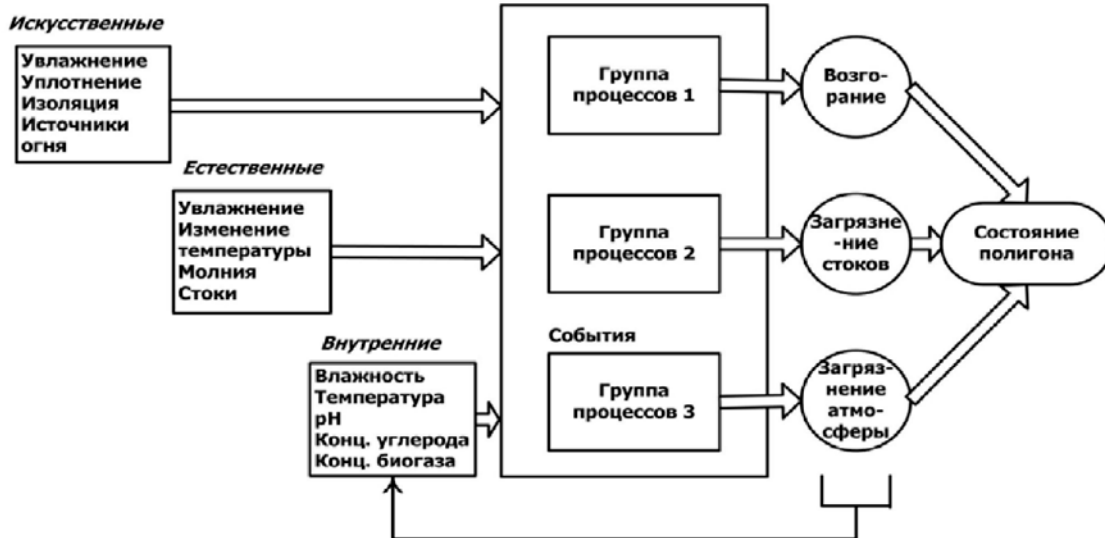 Искусственные
Увлажнение
Уплотнение
Изоляция
Источники
огня
Естественные
Увлажнение
Изменение
температуры
Молния
Стоки
Внутренние
Влажность
Температура
pH
Конц. углерода
Конц. биогаза
Группа
процессов 1
Группа
процессов 2
События
Группа
процессов 3
Возго-
рание
Загрязне
-ние
стоков
Загряз-
нение
атмо-
сферы
Состояние
полигона